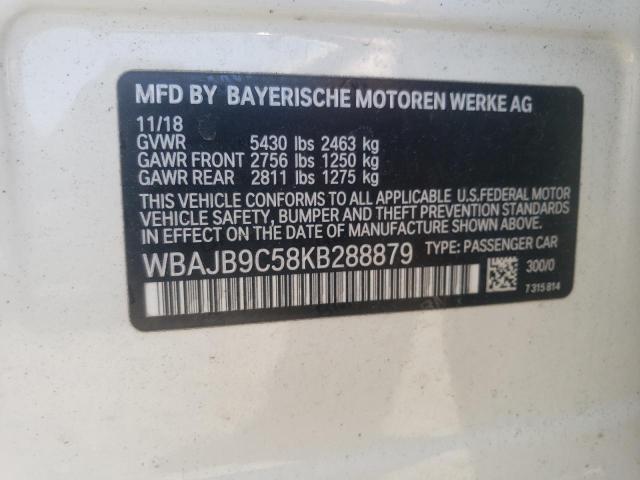 MFD BY BAYERISCHE MOTOREN WERKE AG
11/18
GVWR 5430 lbs 2463 kg
GAWR FRONT 2756 lbs 1250 kg
GAWR REAR 2811 lbs 1275 kg
THIS VEHICLE CONFORMS TO ALL APPLICABLE U.S.FEDERAL MOTOR
VEHICLE SAFETY, BUMPER AND THEFT PREVENTION STANDARDS
IN EFFECT ON THE DATE OF MANUFACTURE SHOWN ABOVE.
WBAJB9C58KB288879 TYPE: PASSENGER CAR
300/0
7 315 814